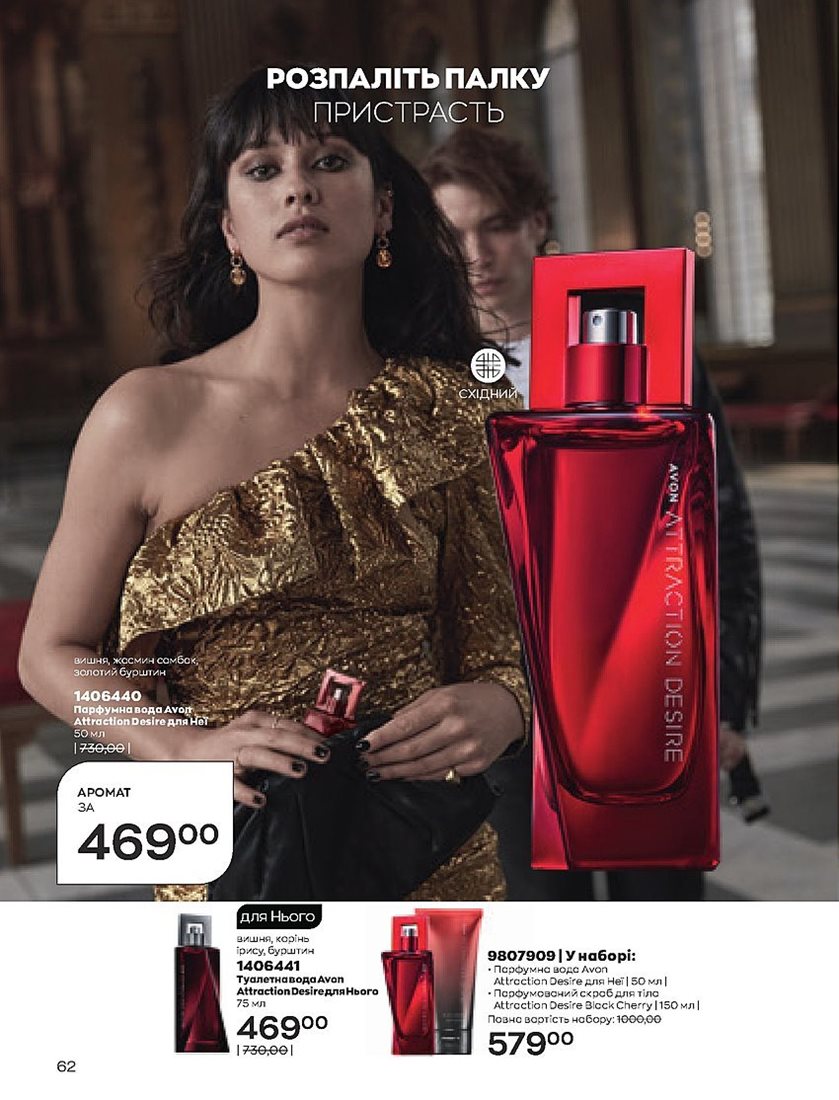 РОЗПАЛІТЬ ПАЛКУ
ПРИСТРАСТЬ
СХІДНИЙ
AVON ATTRACTION DESIRE
вишня, жасмин самбак,
золотий бурштин
1406440
Парфумна вода Avon
Attraction Desire для Неї
50 мл
| 730,00 |
АРОМАТ
ЗА
469⁰⁰
для Нього
вишня, корінь
ірису, бурштин
1406441
Туалетна вода Avon
Attraction Desire для Нього
75 мл
469⁰⁰
| 730,00 |
9807909 | У наборі:
• Парфумна вода Avon
Attraction Desire для Неї | 50 мл |
• Парфумований скраб для тіла
Attraction Desire Black Cherry | 150 мл |
Повна вартість набору: 1000,00
579⁰⁰
62